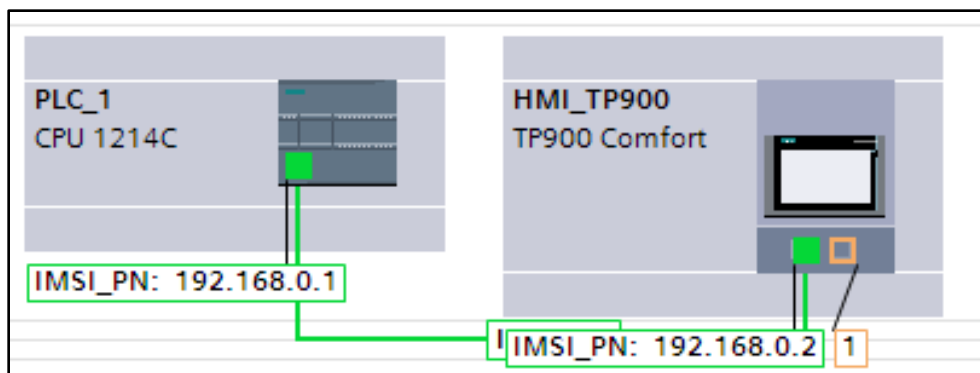 PLC_1
CPU 1214C
HMI_TP900
TP900 Comfort
IMSI_PN: 192.168.0.1
IMSI_PN: 192.168.0.2
1